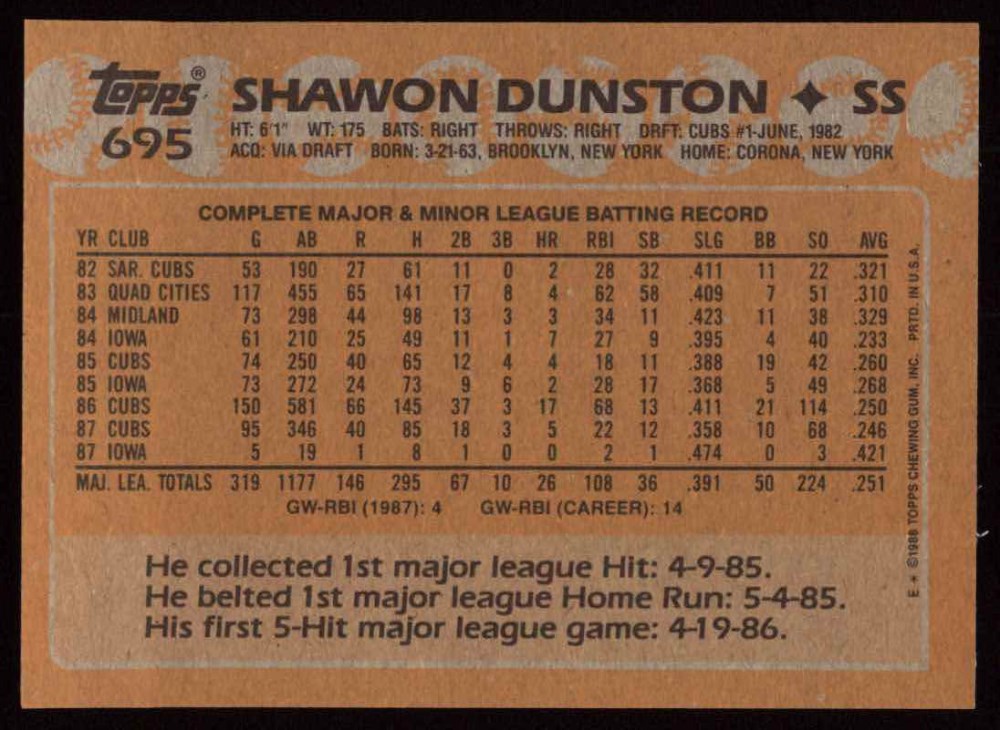 topps® SHAWON DUNSTON ✦ SS
695 HT: 6'1" WT: 175 BATS: RIGHT THROWS: RIGHT DRFT: CUBS #1-JUNE, 1982
ACQ: VIA DRAFT BORN: 3-21-63, BROOKLYN, NEW YORK HOME: CORONA, NEW YORK
COMPLETE MAJOR & MINOR LEAGUE BATTING RECORD
YR CLUB G AB R H 2B 3B HR RBI SB SLG BB SO AVG
82 SAR. CUBS 53 190 27 61 11 0 2 28 32 .411 11 22 .321
83 QUAD CITIES 117 455 65 141 17 8 4 62 58 .409 7 51 .310
84 MIDLAND 73 298 44 98 13 3 3 34 11 .423 11 38 .329
84 IOWA 61 210 25 49 11 1 7 27 9 .395 4 40 .233
85 CUBS 74 250 40 65 12 4 4 18 11 .388 19 42 .260
85 IOWA 73 272 24 73 9 6 2 28 17 .368 5 49 .268
86 CUBS 150 581 66 145 37 3 17 68 13 .411 21 114 .250
87 CUBS 95 346 40 85 18 3 5 22 12 .358 10 68 .246
87 IOWA 5 19 1 8 1 0 0 2 1 .474 0 3 .421
MAJ. LEA. TOTALS 319 1177 146 295 67 10 26 108 36 .391 50 224 .251
GW-RBI (1987): 4 GW-RBI (CAREER): 14
He collected 1st major league Hit: 4-9-85.
He belted 1st major league Home Run: 5-4-85.
His first 5-Hit major league game: 4-19-86.
E* ©1988 TOPPS CHEWING GUM, INC. PRTD. IN U.S.A.